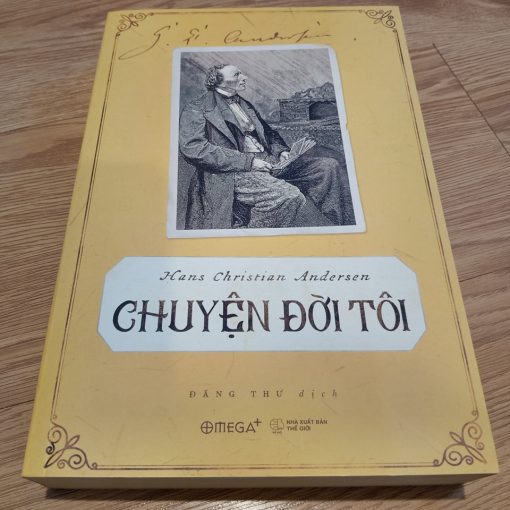 Hans Christian Andersen
CHUYỆN ĐỜI TÔI
ĐĂNG THƯ dịch
OMEGA+
NHÀ XUẤT BẢN
THẾ GIỚI